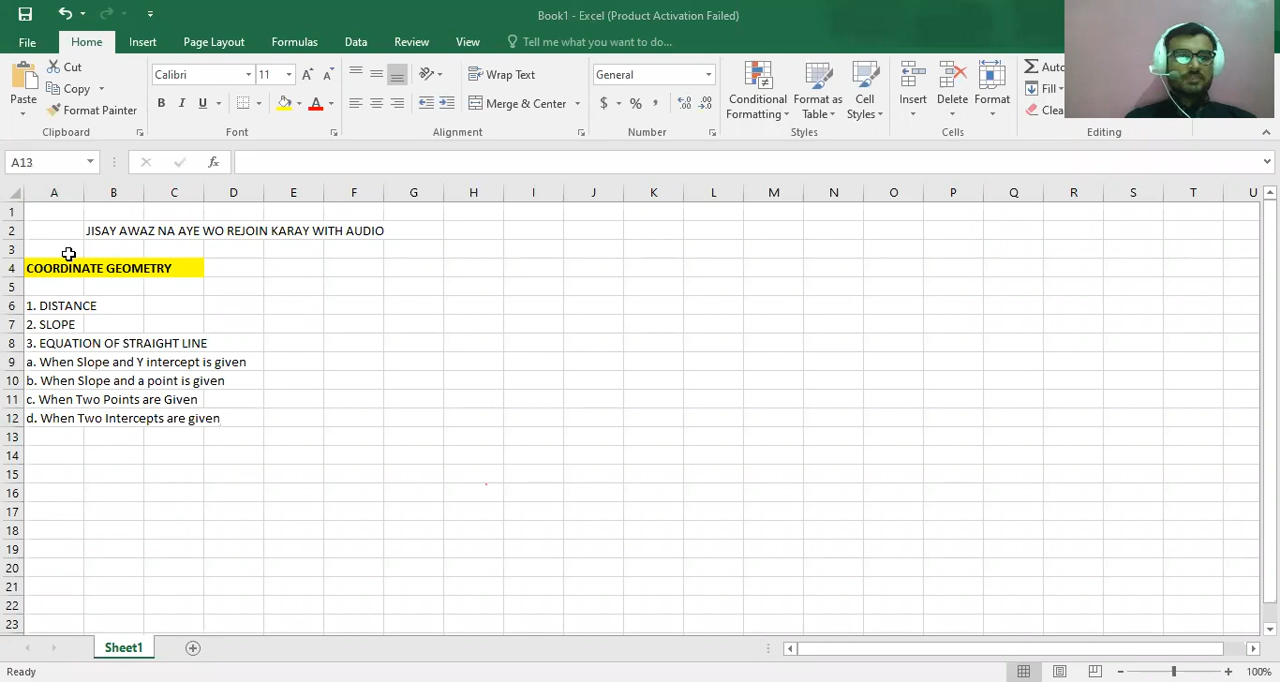 Book1 - Excel (Product Activation Failed)
File Home Insert Page Layout Formulas Data Review View Tell me what you want to do...
Cut
Copy
Format Painter
Paste
Clipboard
Calibri 11
B I U A
Font
Wrap Text
Merge & Center
Alignment
General
$ % ,
Number
Conditional Formatting
Format as Table
Cell Styles
Styles
Insert Delete Format
Cells
Auto
Fill
Clea
Editing
A13 fx
A B C D E F G H I J K L M N O P Q R S T U
1
2 JISAY AWAZ NA AYE WO REJOIN KARAY WITH AUDIO
3
4 COORDINATE GEOMETRY
5
6 1. DISTANCE
7 2. SLOPE
8 3. EQUATION OF STRAIGHT LINE
9 a. When Slope and Y intercept is given
10 b. When Slope and a point is given
11 c. When Two Points are Given
12 d. When Two Intercepts are given
13
14
15
16
17
18
19
20
21
22
23
Sheet1
Ready 100%